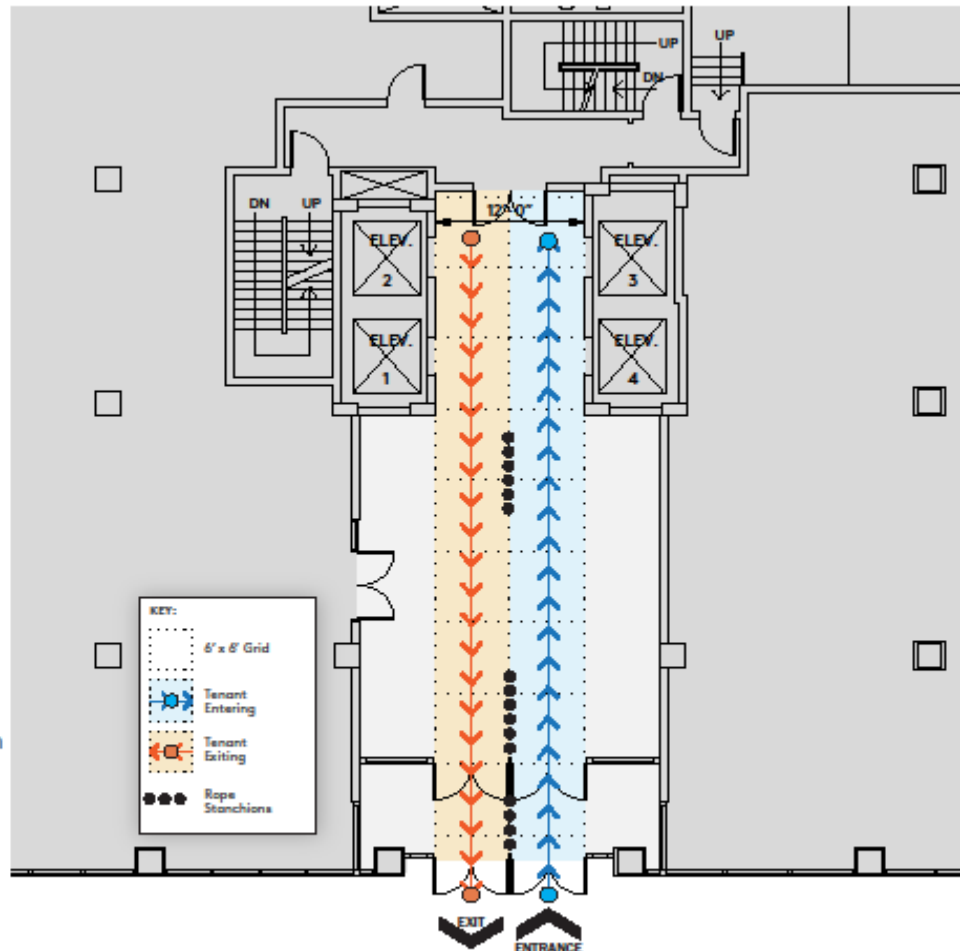 UP
UP
DN
DN UP
12'-0"
ELEV.
2
ELEV.
3
ELEV.
1
ELEV.
4
KEY:
6' x 6' Grid
Tenant
Entering
Tenant
Exiting
Rope
Stanchions
EXIT
ENTRANCE